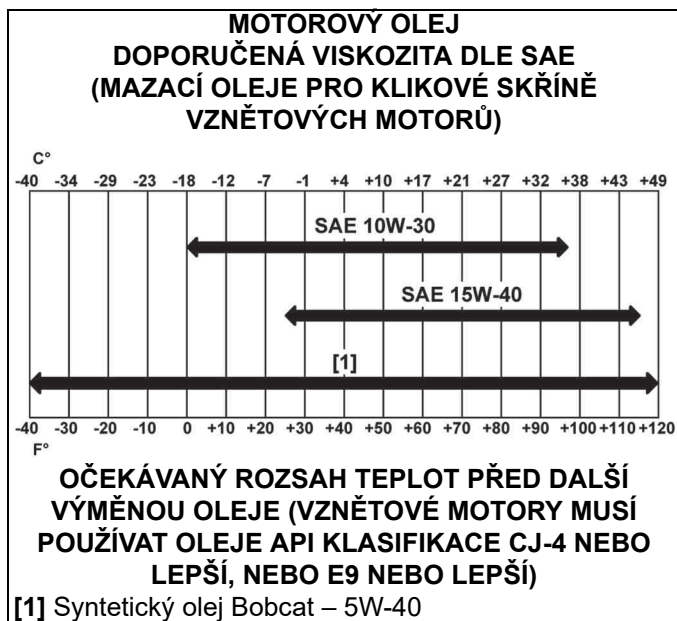 MOTOROVÝ OLEJ
DOPORUČENÁ VISKOZITA DLE SAE
(MAZACÍ OLEJE PRO KLIKOVÉ SKŘÍNĚ
VZNĚTOVÝCH MOTORŮ)
C°
-40 -34 -29 -23 -18 -12 -7 -1 +4 +10 +17 +21 +27 +32 +38 +43 +49
SAE 10W-30
SAE 15W-40
[1]
-40 -30 -20 -10 0 +10 +20 +30 +40 +50 +60 +70 +80 +90 +100 +110 +120
F°
OČEKÁVANÝ ROZSAH TEPLOT PŘED DALŠÍ
VÝMĚNOU OLEJE (VZNĚTOVÉ MOTORY MUSÍ
POUŽÍVAT OLEJE API KLASIFIKACE CJ-4 NEBO
LEPŠÍ, NEBO E9 NEBO LEPŠÍ)
[1] Syntetický olej Bobcat – 5W-40